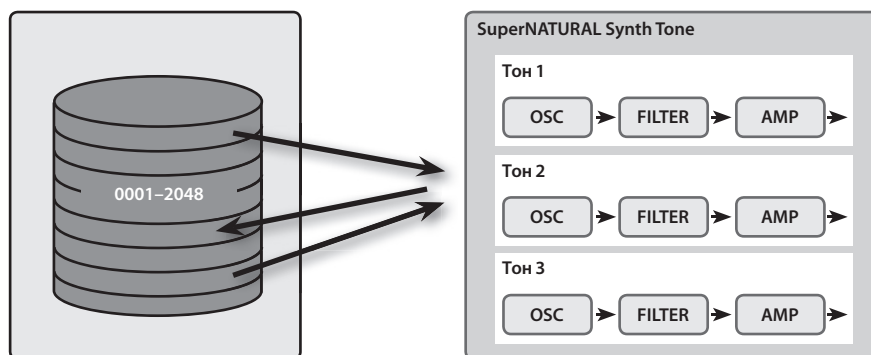 0001–2048
SuperNATURAL Synth Tone
Тон 1
OSC FILTER AMP
Тон 2
OSC FILTER AMP
Тон 3
OSC FILTER AMP